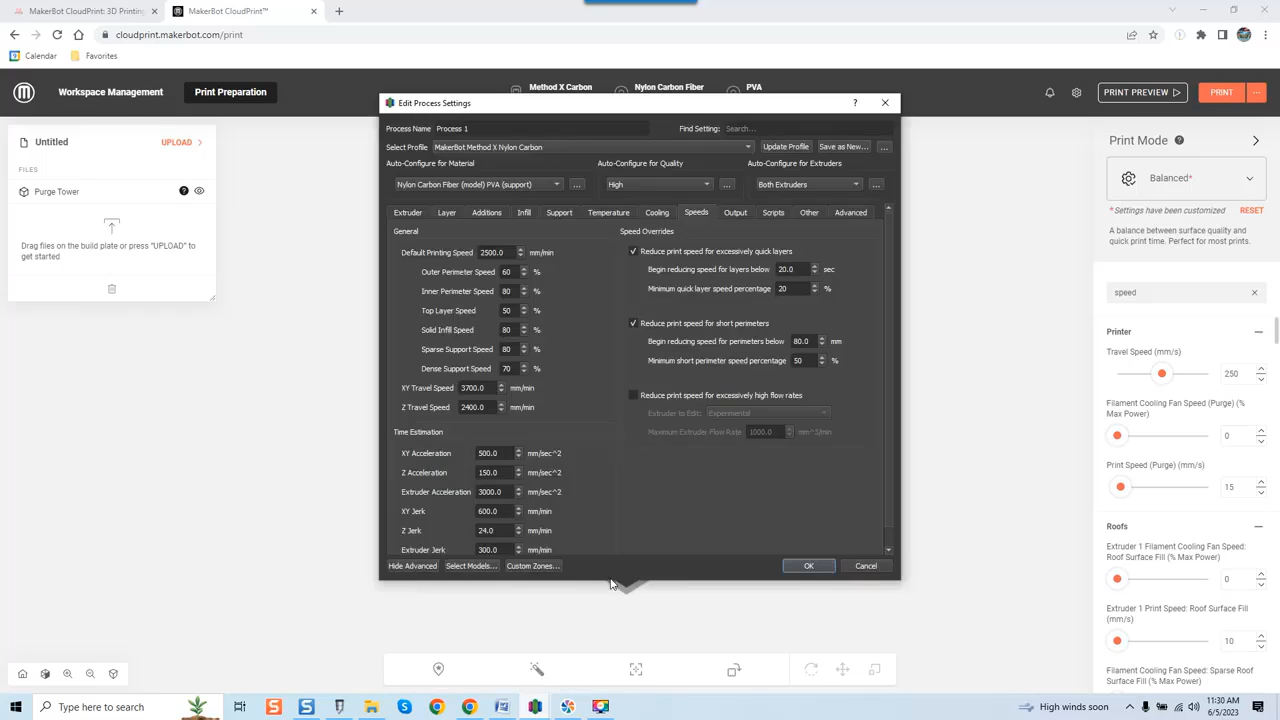 MakerBot CloudPrint: 3D Printing
MakerBot CloudPrint™
cloudprint.makerbot.com/print
Calendar
Favorites
Workspace Management
Print Preparation
Method X Carbon
Nylon Carbon Fiber
PVA
PRINT PREVIEW
PRINT
Untitled
UPLOAD
FILES
Purge Tower
Drag files on the build plate or press "UPLOAD" to
get started
Edit Process Settings
Process Name
Process 1
Find Setting:
Search...
Select Profile
MakerBot Method X Nylon Carbon
Update Profile
Save as New...
...
Auto-Configure for Material
Auto-Configure for Quality
Auto-Configure for Extruders
Nylon Carbon Fiber (model) PVA (support)
...
High
...
Both Extruders
...
Extruder
Layer
Additions
Infill
Support
Temperature
Cooling
Speeds
Output
Scripts
Other
Advanced
General
Default Printing Speed 2500.0 mm/min
Outer Perimeter Speed 60 %
Inner Perimeter Speed 80 %
Top Layer Speed 50 %
Solid Infill Speed 80 %
Sparse Support Speed 80 %
Dense Support Speed 70 %
XY Travel Speed 3700.0 mm/min
Z Travel Speed 2400.0 mm/min
Time Estimation
XY Acceleration 500.0 mm/sec^2
Z Acceleration 150.0 mm/sec^2
Extruder Acceleration 3000.0 mm/sec^2
XY Jerk 600.0 mm/min
Z Jerk 24.0 mm/min
Extruder Jerk 300.0 mm/min
Speed Overrides
Reduce print speed for excessively quick layers
Begin reducing speed for layers below 20.0 sec
Minimum quick layer speed percentage 20 %
Reduce print speed for short perimeters
Begin reducing speed for perimeters below 80.0 mm
Minimum short perimeter speed percentage 50 %
Reduce print speed for excessively high flow rates
Extruder to Edit: Experimental
Maximum Extruder Flow Rate 1000.0 mm^3/min
Hide Advanced
Select Models...
Custom Zones...
OK
Cancel
Print Mode
Balanced*
*Settings have been customized
RESET
A balance between surface quality and
quick print time. Perfect for most prints.
speed
Printer
Travel Speed (mm/s)
250
Filament Cooling Fan Speed (Purge) (%
Max Power)
0
Print Speed (Purge) (mm/s)
15
Roofs
Extruder 1 Filament Cooling Fan Speed:
Roof Surface Fill (% Max Power)
0
Extruder 1 Print Speed: Roof Surface Fill
(mm/s)
10
Filament Cooling Fan Speed: Sparse Roof
Surface Fill (% Max Power)
Type here to search
High winds soon
11:30 AM
6/5/2023